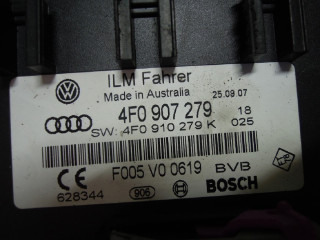 ILM Fahrer
Made in Australia 25.09.07
4F0 907 279 18
SW: 4F0 910 279 K 025
F005 V0 0619 BVB
CE 906 BOSCH
628344